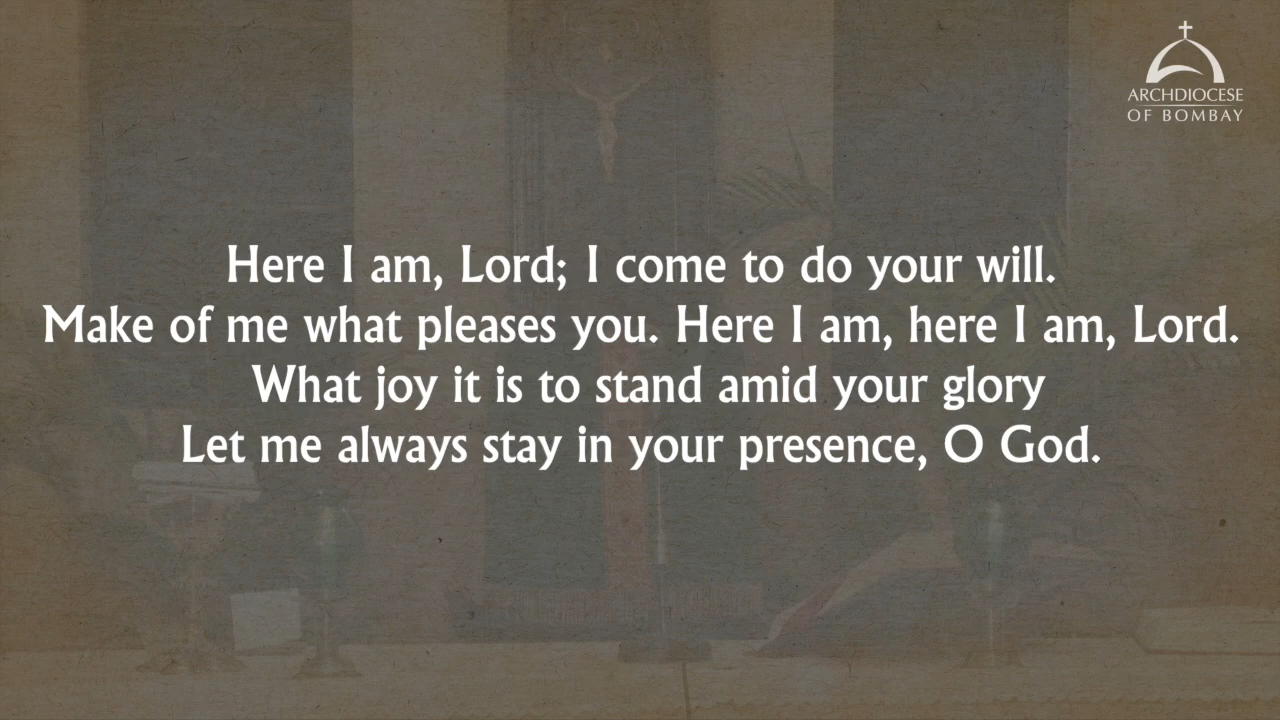 ARCHDIOCESE
OF BOMBAY
Here I am, Lord; I come to do your will.
Make of me what pleases you. Here I am, here I am, Lord.
What joy it is to stand amid your glory
Let me always stay in your presence, O God.